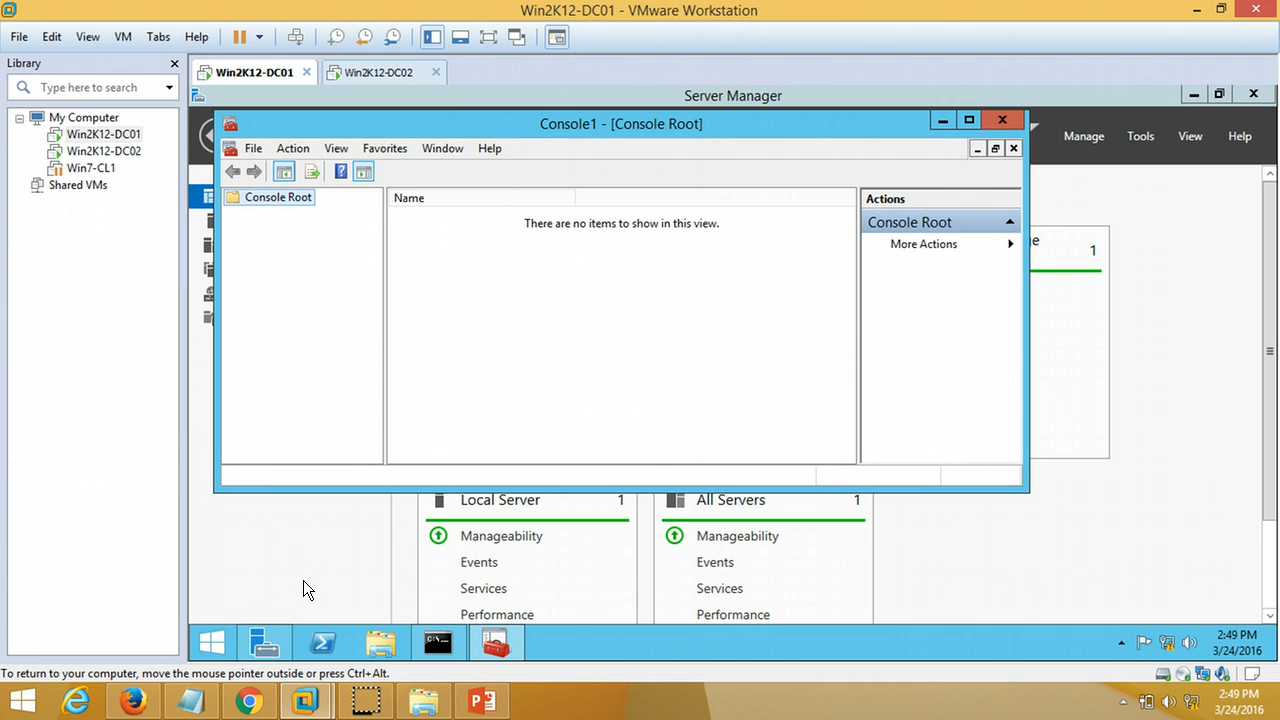 Win2K12-DC01 - VMware Workstation
File Edit View VM Tabs Help
Library
Type here to search
My Computer
Win2K12-DC01
Win2K12-DC02
Win7-CL1
Shared VMs
Win2K12-DC01 Win2K12-DC02
Server Manager
Manage Tools View Help
Console1 - [Console Root]
File Action View Favorites Window Help
Console Root
Name
There are no items to show in this view.
Actions
Console Root
More Actions
1
Local Server 1
Manageability
Events
Services
Performance
All Servers 1
Manageability
Events
Services
Performance
2:49 PM
3/24/2016
To return to your computer, move the mouse pointer outside or press Ctrl+Alt.
2:49 PM
3/24/2016